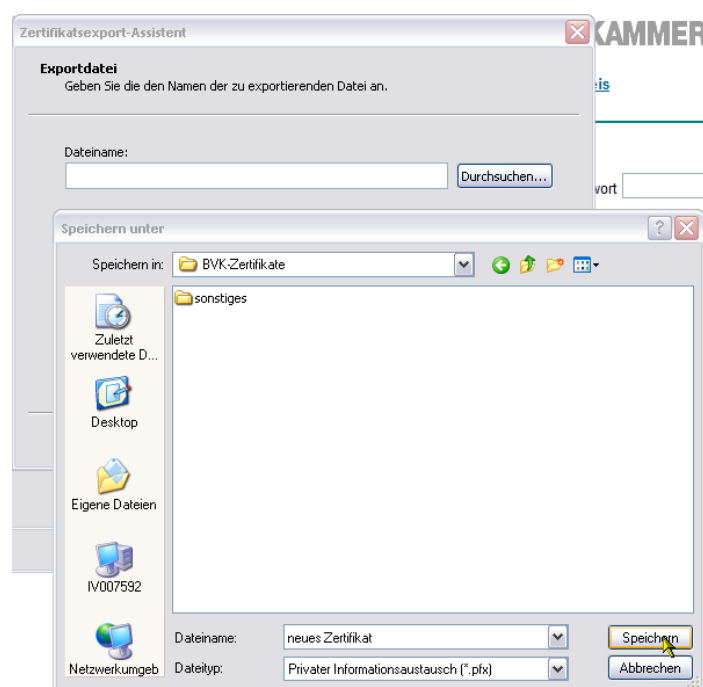 Zertifikatsexport-Assistent
KAMMER
Exportdatei
Geben Sie die den Namen der zu exportierenden Datei an.
eis
Dateiname:
Durchsuchen...
wort
Speichern unter
Speichern in:
BVK-Zertifikate
sonstiges
Zuletzt
verwendete D...
Desktop
Eigene Dateien
IV007592
Netzwerkumgeb
Dateiname:
neues Zertifikat
Speichern
Dateityp:
Privater Informationsaustausch (*.pfx)
Abbrechen